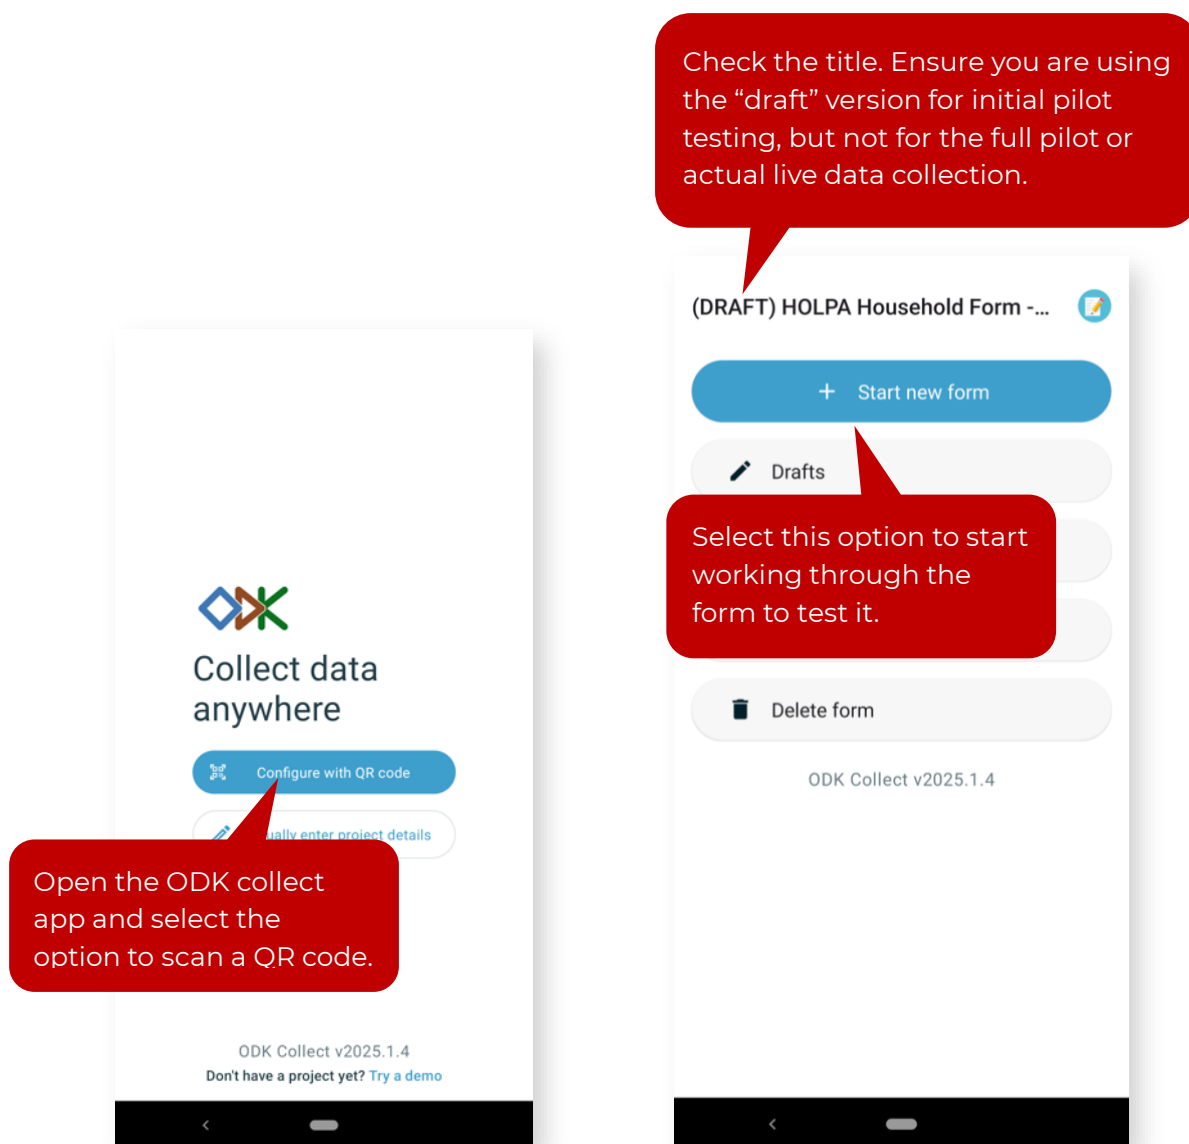 Check the title. Ensure you are using
the “draft” version for initial pilot
testing, but not for the full pilot or
actual live data collection.
(DRAFT) HOLPA Household Form -...
+ Start new form
Drafts
Select this option to start
working through the
form to test it.
Delete form
ODK Collect v2025.1.4
ODK
Collect data
anywhere
Configure with QR code
enter project details
Open the ODK collect
app and select the
option to scan a QR code.
ODK Collect v2025.1.4
Don't have a project yet? Try a demo